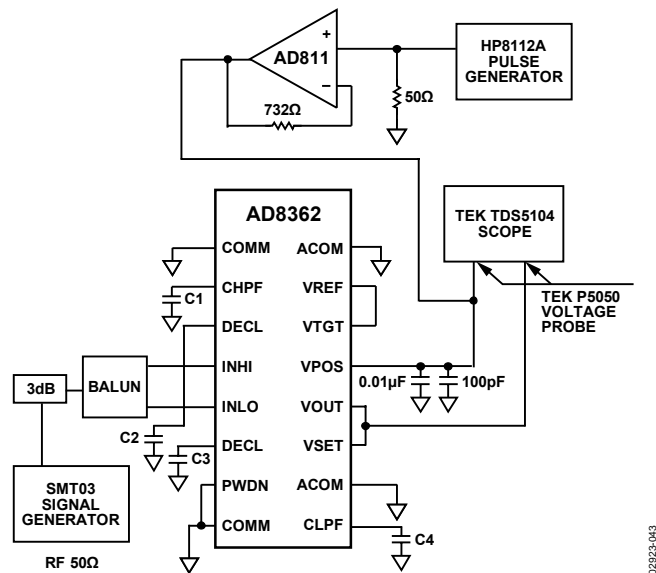 AD811
+
−
HP8112A
PULSE
GENERATOR
50Ω
732Ω
AD8362
COMM
CHPF
DECL
INHI
INLO
DECL
PWDN
COMM
ACOM
VREF
VTGT
VPOS
VOUT
VSET
ACOM
CLPF
TEK TDS5104
SCOPE
TEK P5050
VOLTAGE
PROBE
0.01µF
100pF
C1
C2
C3
C4
3dB
BALUN
SMT03
SIGNAL
GENERATOR
RF 50Ω
02923-043